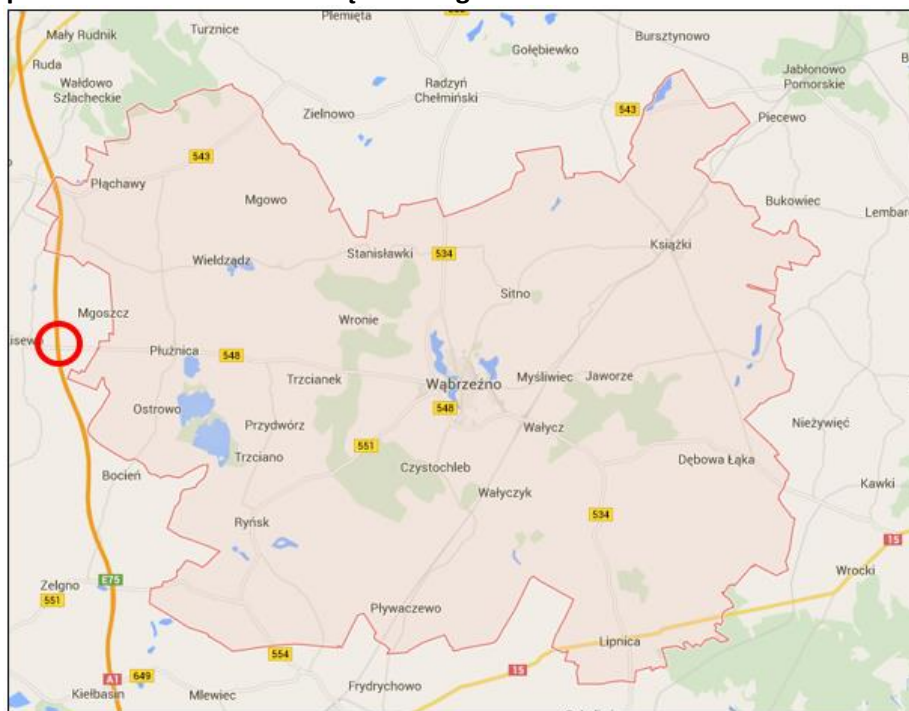 Plemięta
Turznice
Mały Rudnik
Bursztynowo
Gołębiewko
Ruda
Wałdowo
Szlacheckie
Radzyń
Chełmiński
Jabłonowo
Pomorskie
Zielnowo
543
Piecewo
543
Płąchawy
Mgowo
Bukowiec
Lembar
Książki
Stanisławki
534
Wieldządz
Sitno
Mgoszcz
Wronie
isewo
Płużnica
548
Trzcianek
Wąbrzeźno
Myśliwiec
Jaworze
Ostrowo
548
Przydwórz
Wałycz
Nieżywięć
551
Trzciano
Czystochleb
Dębowa Łąka
Bocień
Kawki
Wałyczyk
534
Ryńsk
15
Wrocki
E75
Zelgno
551
Pływaczewo
Lipnica
554
15
A1
649
Frydrychowo
Kiełbasin
Mlewiec